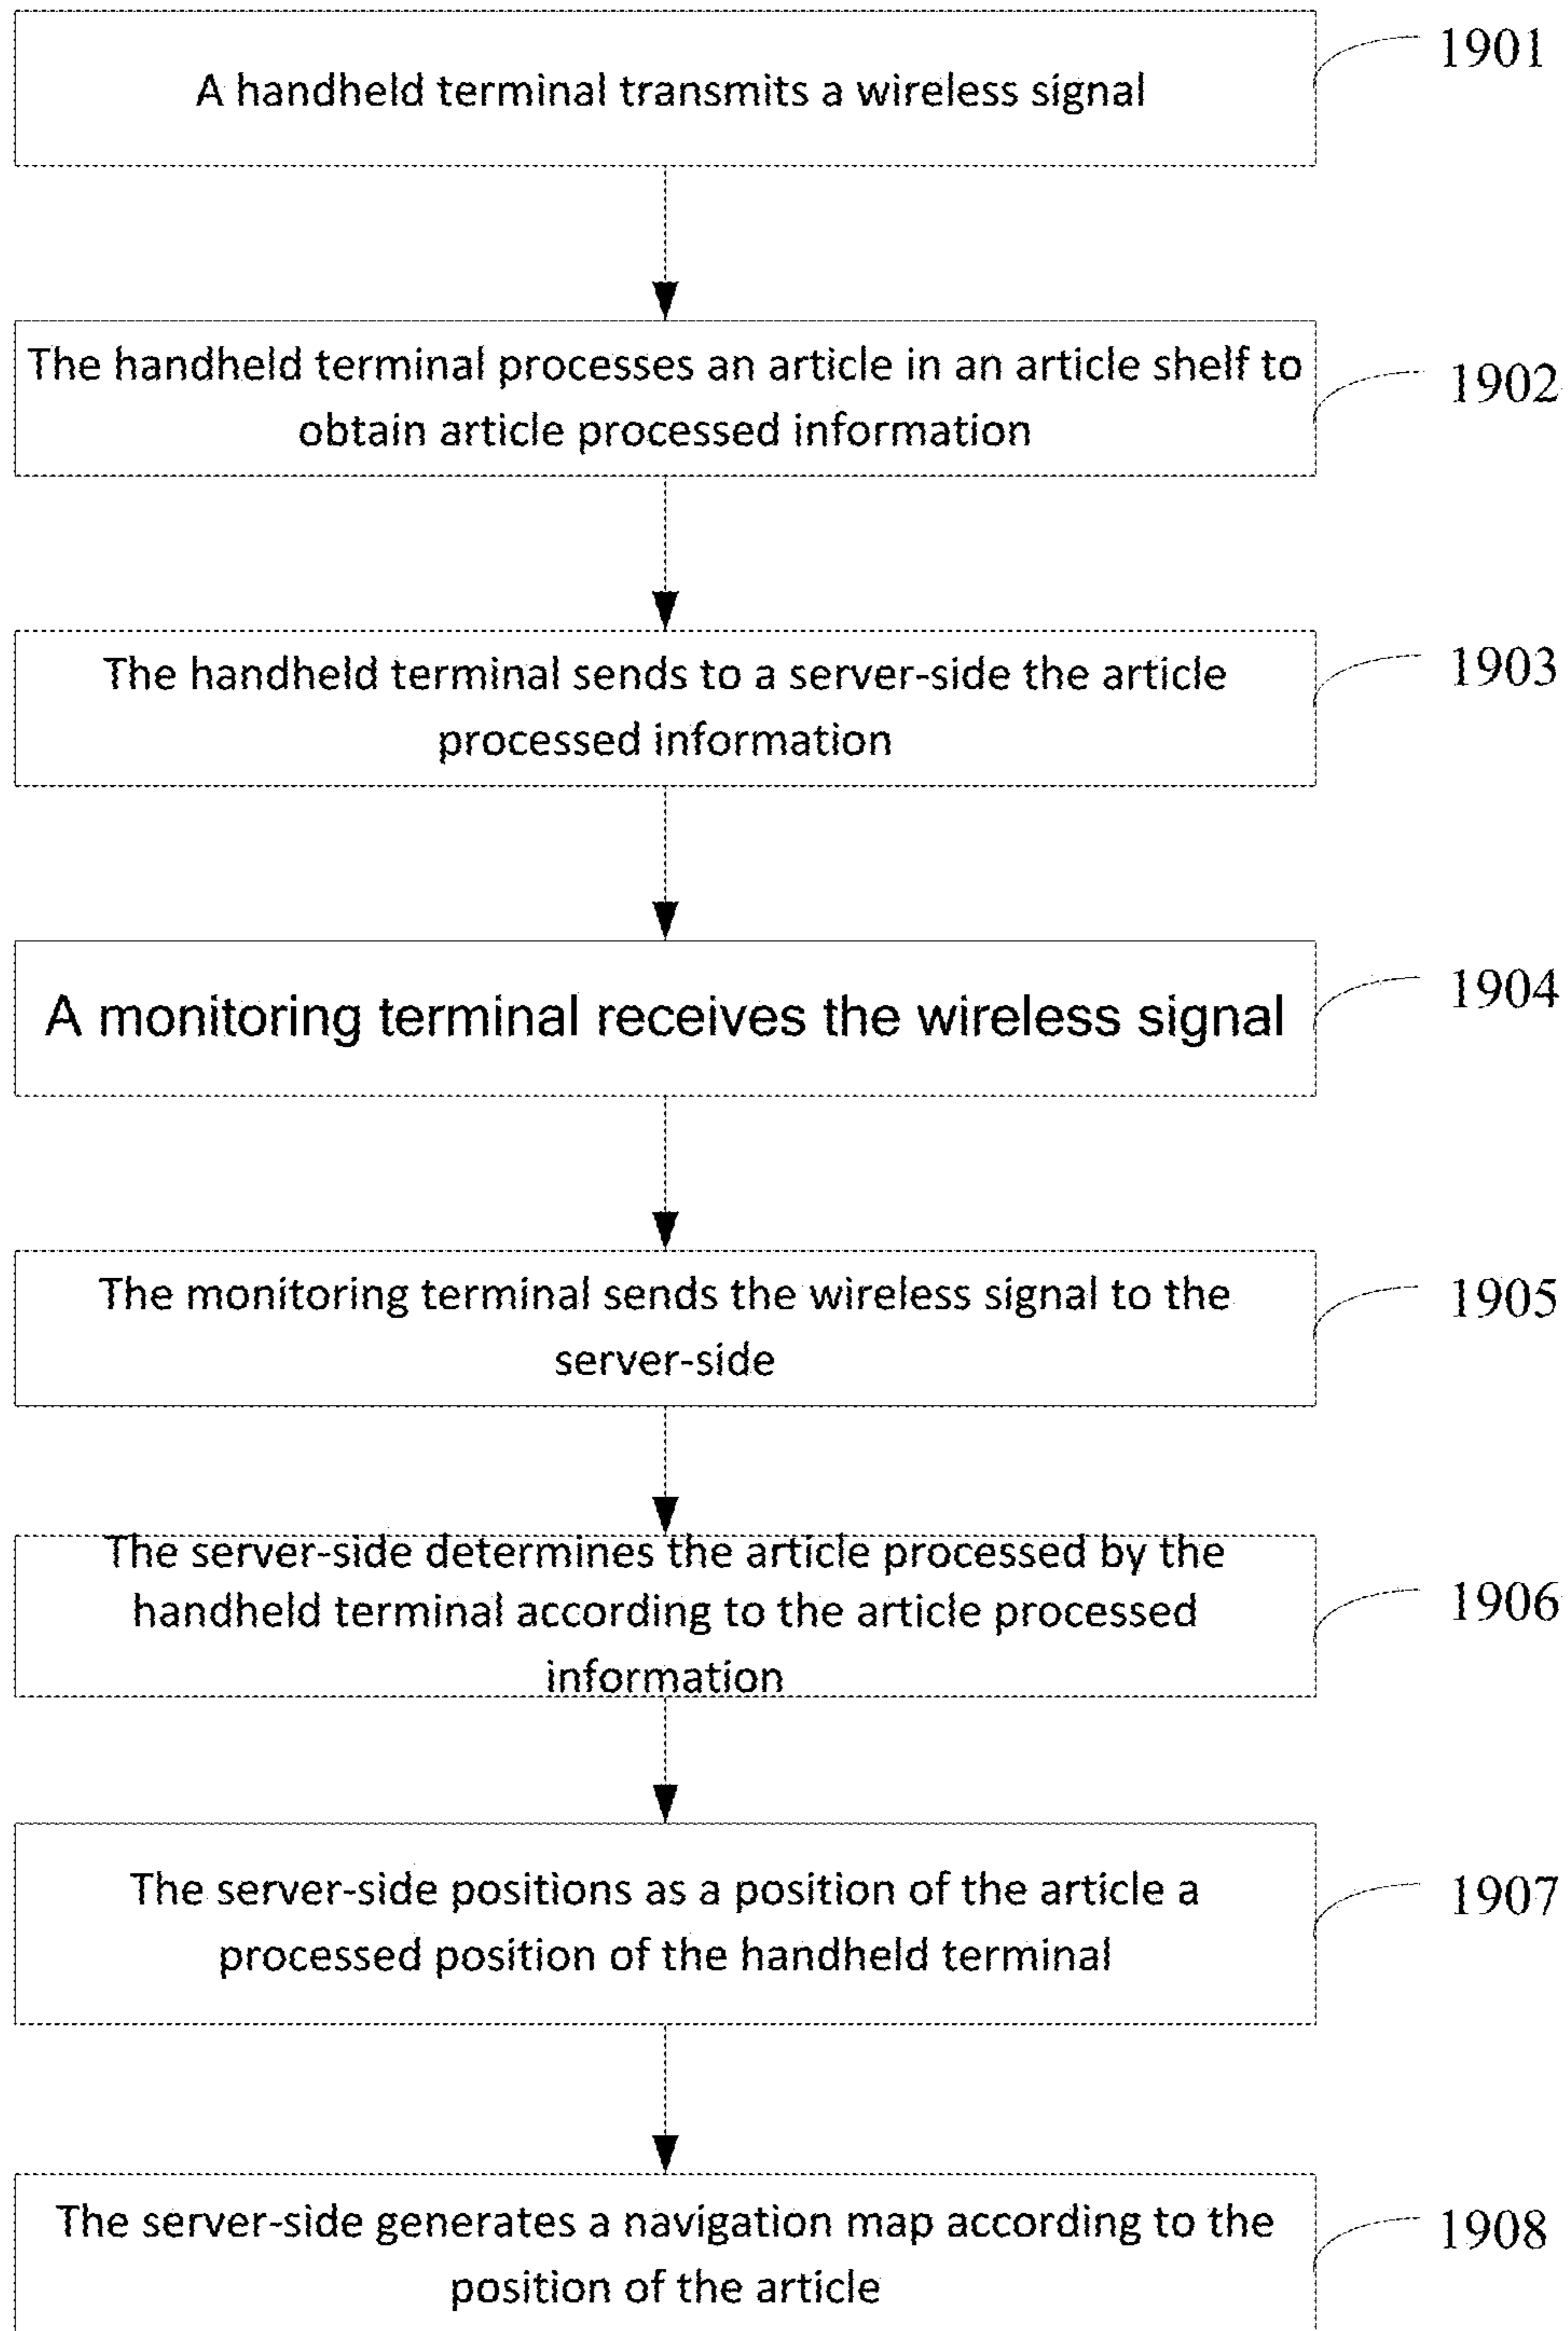 A handheld terminal transmits a wireless signal
1901
The handheld terminal processes an article in an article shelf to
obtain article processed information
1902
The handheld terminal sends to a server-side the article
processed information
1903
A monitoring terminal receives the wireless signal
1904
The monitoring terminal sends the wireless signal to the
server-side
1905
The server-side determines the article processed by the
handheld terminal according to the article processed
information
1906
The server-side positions as a position of the article a
processed position of the handheld terminal
1907
The server-side generates a navigation map according to the
position of the article
1908